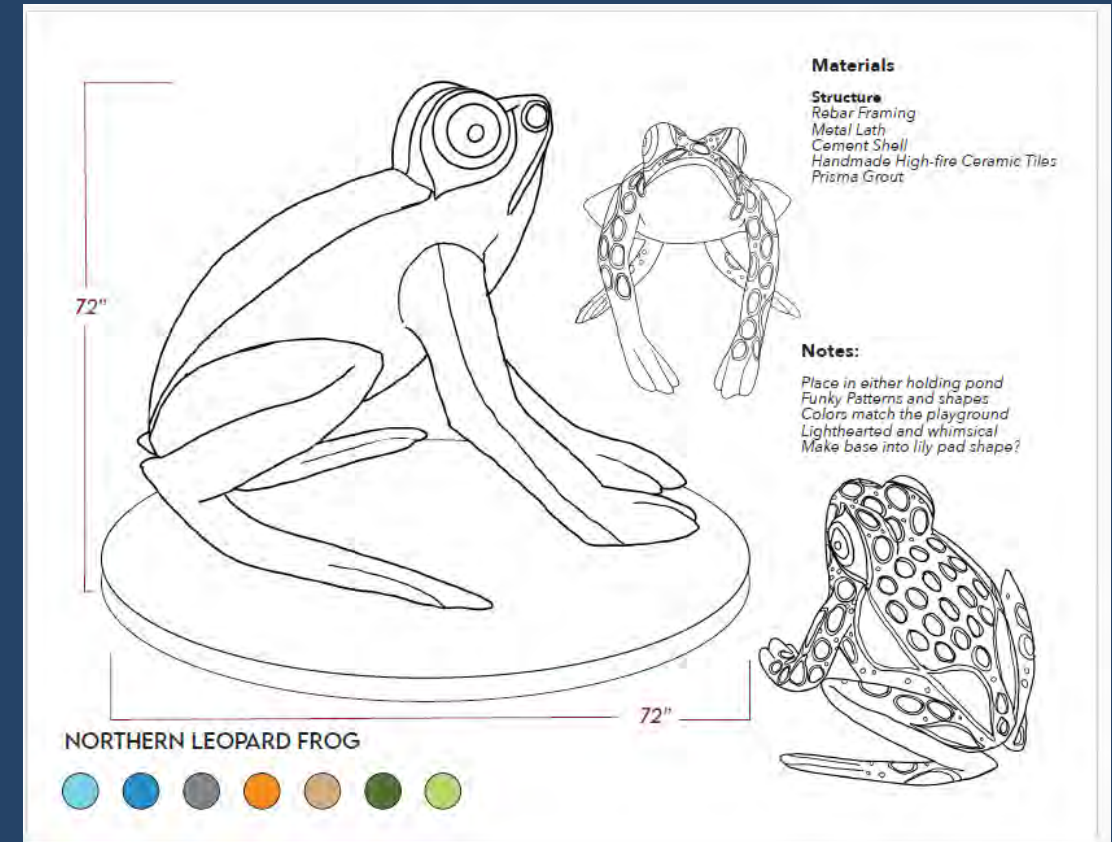 Materials
Structure
Rebar Framing
Metal Lath
Cement Shell
Handmade High-fire Ceramic Tiles
Prisma Grout
72"
Notes:
Place in either holding pond
Funky Patterns and shapes
Colors match the playground
Lighthearted and whimsical
Make base into lily pad shape?
72"
NORTHERN LEOPARD FROG